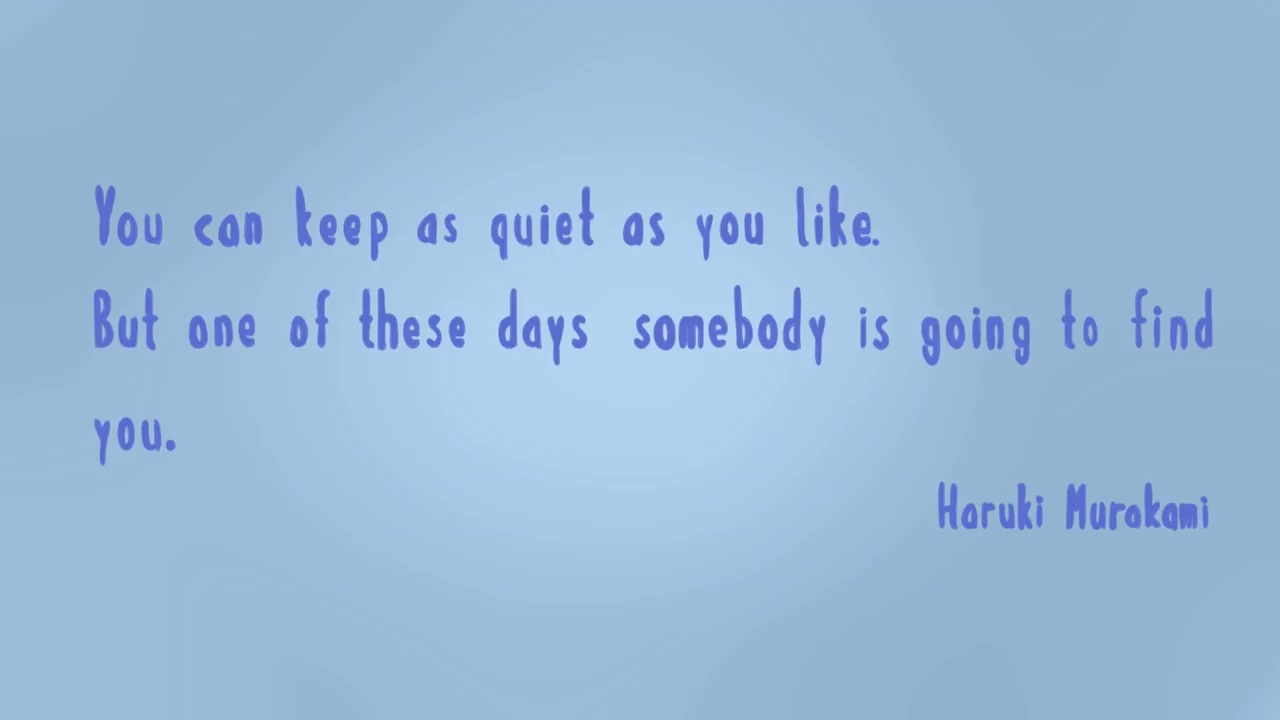 You can keep as quiet as you like.
But one of these days somebody is going to find
you.
Haruki Murakami